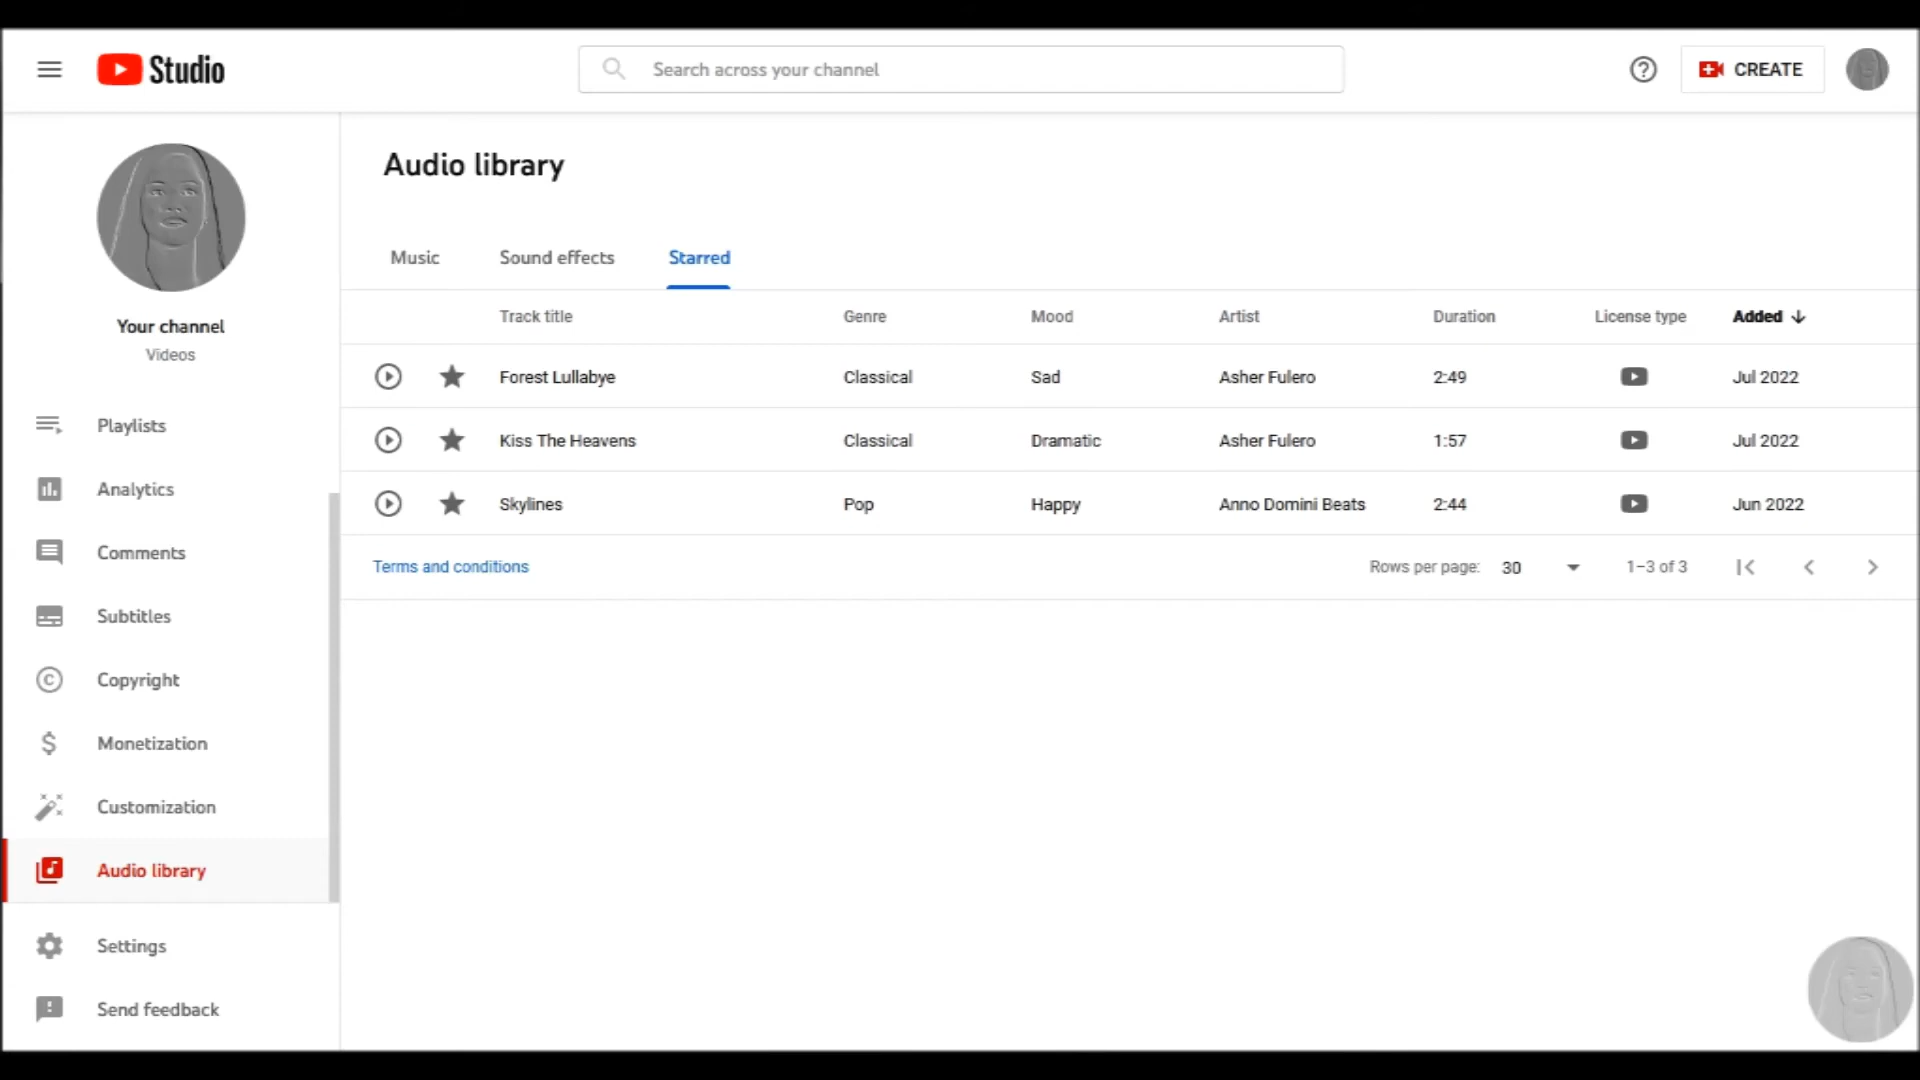 Studio
Search across your channel
CREATE
Your channel
Videos
Playlists
Analytics
Comments
Subtitles
Copyright
Monetization
Customization
Audio library
Settings
Send feedback
Audio library
Music Sound effects Starred
Track title Genre Mood Artist Duration License type Added
Forest Lullabye Classical Sad Asher Fulero 2:49 Jul 2022
Kiss The Heavens Classical Dramatic Asher Fulero 1:57 Jul 2022
Skylines Pop Happy Anno Domini Beats 2:44 Jun 2022
Terms and conditions Rows per page: 30 1–3 of 3